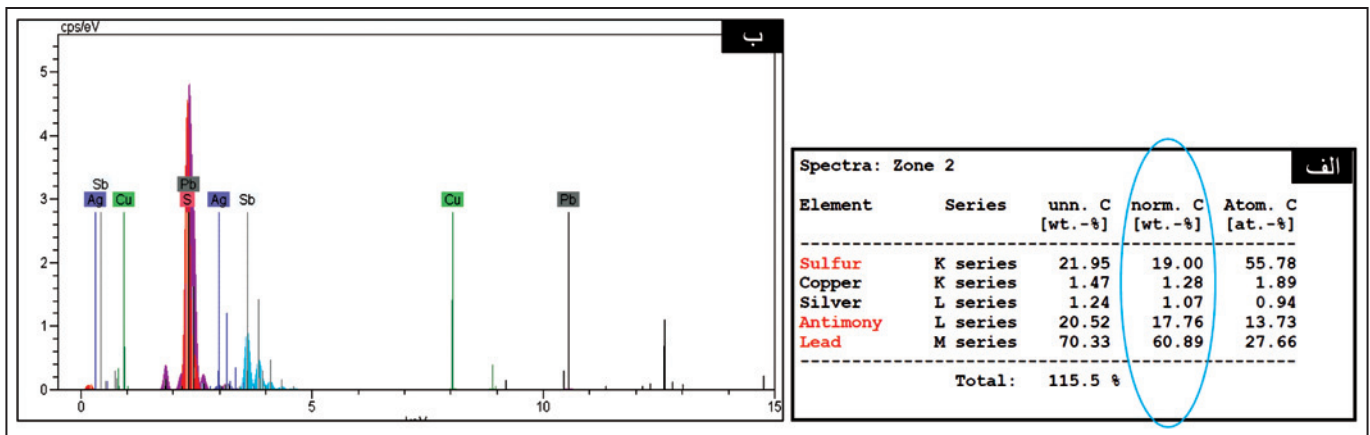 cps/eV
ب
5
4
3
2
1
0
Sb
Ag
Cu
Pb
S
Ag
Sb
Cu
Pb
0
5
10
15
الف
Spectra: Zone 2
Element Series unn. C norm. C Atom. C
[wt.-%] [wt.-%] [at.-%]
Sulfur K series 21.95 19.00 55.78
Copper K series 1.47 1.28 1.89
Silver L series 1.24 1.07 0.94
Antimony L series 20.52 17.76 13.73
Lead M series 70.33 60.89 27.66
Total: 115.5 %